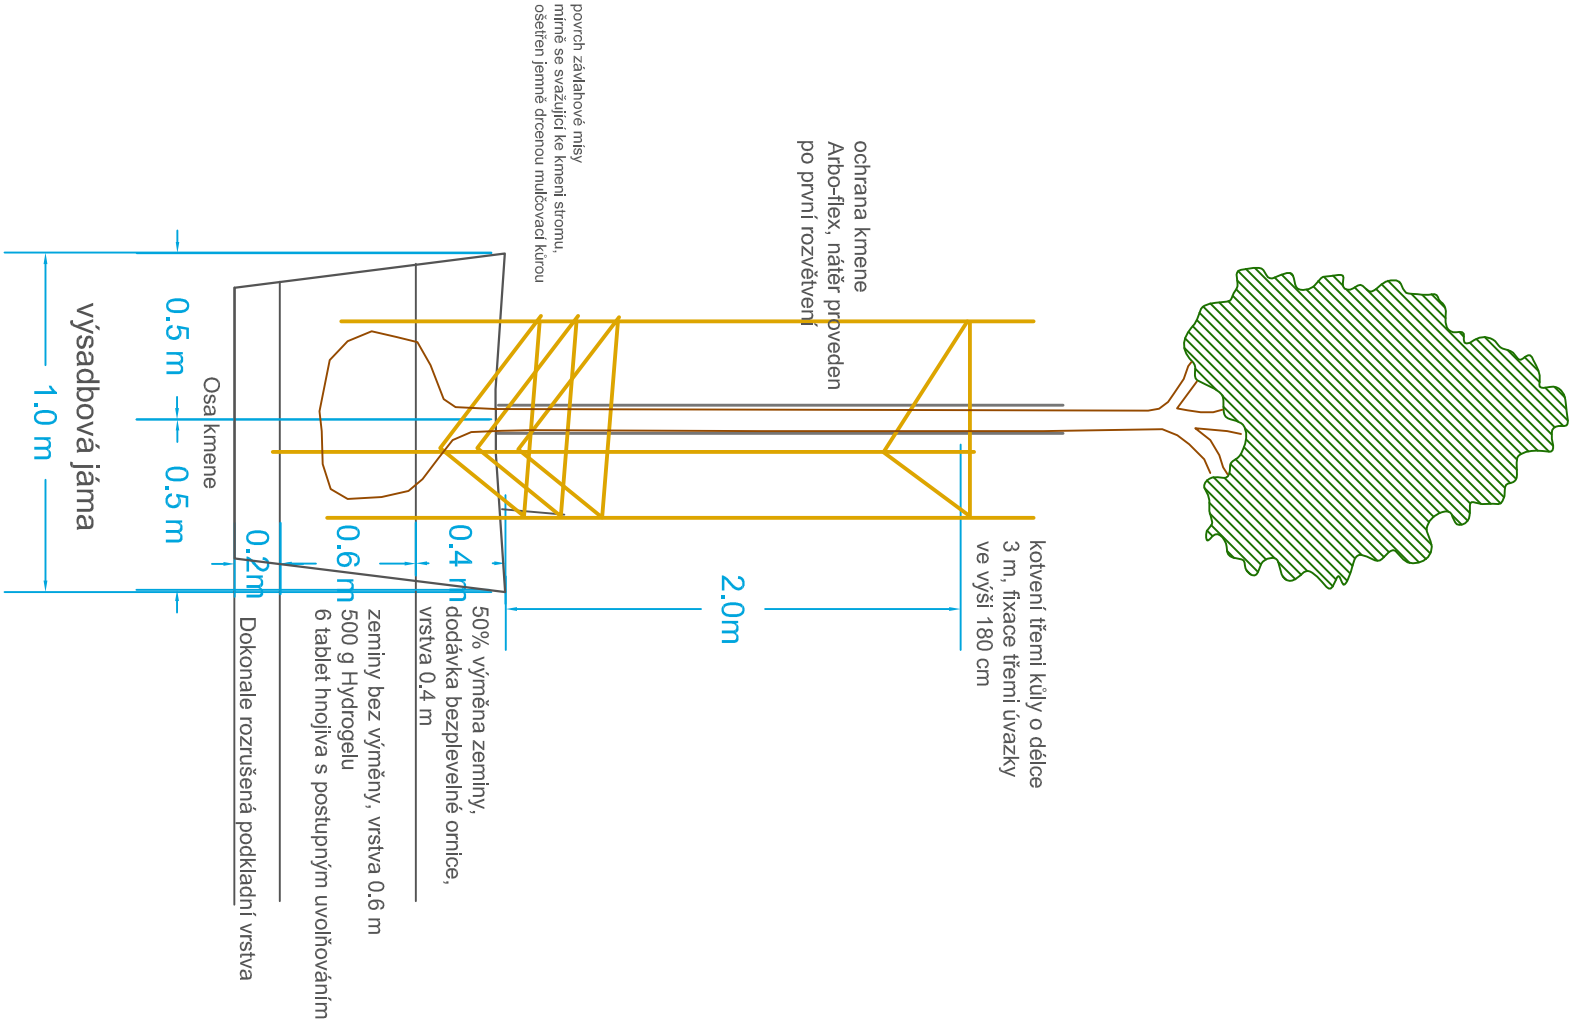 kotvení třemi kůly o délce
3 m, fixace třemi úvazky
ve výši 180 cm
ochrana kmene
Arbo-flex, nátěr proveden
po první rozvětvení
2.0m
povrch závlahové mísy
mírně se svažující ke kmeni stromu,
ošetřen jemně drcenou mulčovací kůrou
0.4 m
50% výměna zeminy,
dodávka bezplevelné ornice,
vrstva 0.4 m
0.6 m
zeminy bez výměny, vrstva 0.6 m
500 g Hydrogelu
6 tablet hnojiva s postupným uvolňováním
0.2m
Dokonale rozrušená podkladní vrstva
Osa kmene
0.5 m
0.5 m
výsadbová jáma
1.0 m